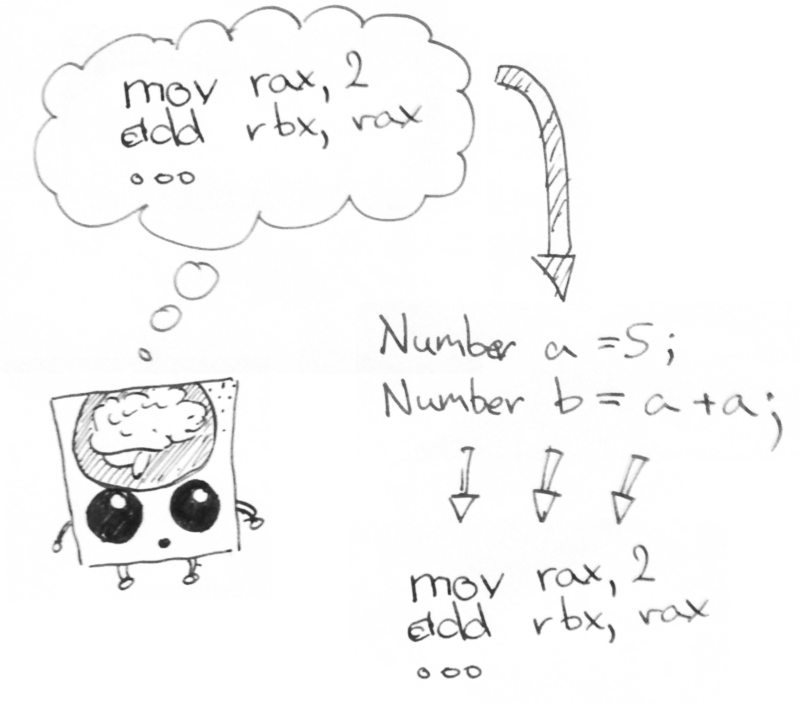 mov rax, 2
add rbx, rax
ooo
Number a = 5;
Number b = a + a;
mov rax, 2
add rbx, rax
ooo